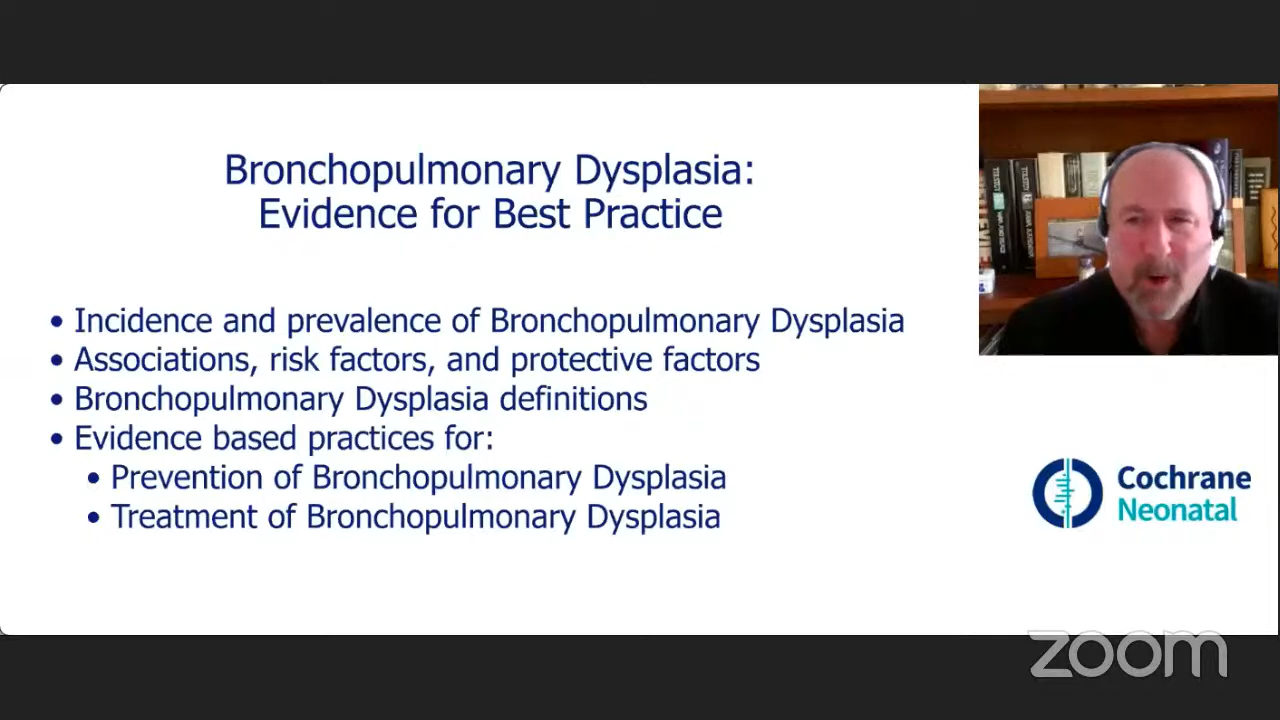 Bronchopulmonary Dysplasia:
Evidence for Best Practice
• Incidence and prevalence of Bronchopulmonary Dysplasia
• Associations, risk factors, and protective factors
• Bronchopulmonary Dysplasia definitions
• Evidence based practices for:
• Prevention of Bronchopulmonary Dysplasia
• Treatment of Bronchopulmonary Dysplasia
Cochrane
Neonatal
zoom